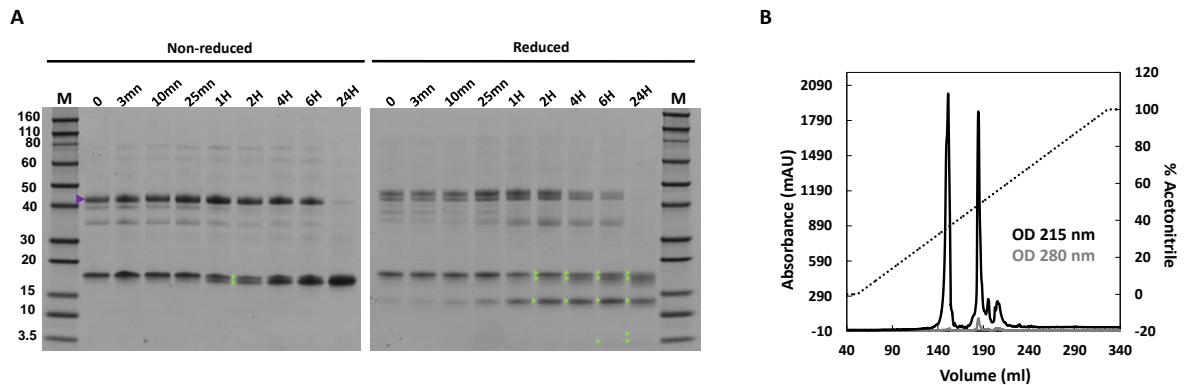 A
B
Non-reduced
Reduced
M
0
3mn
10mn
25mn
1H
2H
4H
6H
24H
0
3mn
10mn
25mn
1H
2H
4H
6H
24H
M
160
110
80
60
50
40
30
20
15
10
3.5
Absorbance (mAU)
2090
1790
1490
1190
890
590
290
-10
OD 215 nm
OD 280 nm
120
100
80
60
40
20
0
-20
% Acetonitrile
40
140
190
240
290
340
Volume (ml)